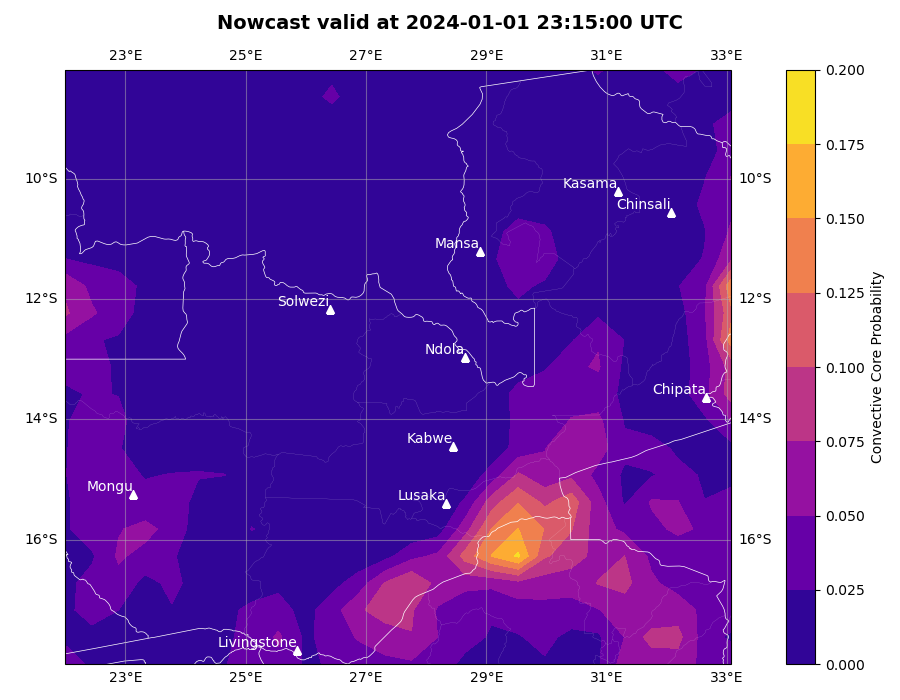 Nowcast valid at 2024-01-01 23:15:00 UTC
23°E 25°E 27°E 29°E 31°E 33°E
0.200
0.175
10°S Kasama 10°S
Chinsali
0.150
Mansa
0.125
12°S Solwezi 12°S
Ndola
0.100
Chipata
14°S 14°S
Kabwe
0.075
Mongu Lusaka
0.050
16°S 16°S
0.025
Livingstone
0.000
23°E 25°E 27°E 29°E 31°E 33°E
Convective Core Probability